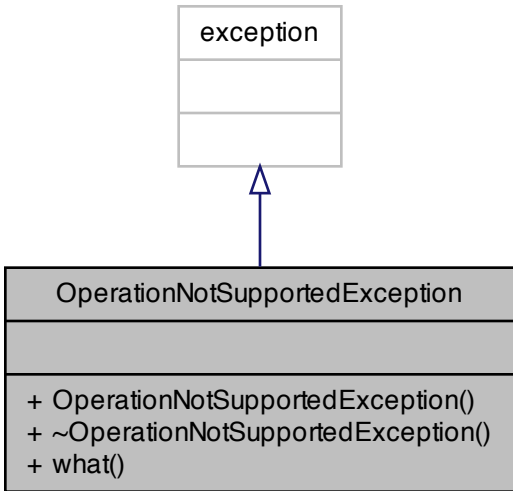 exception
OperationNotSupportedException
+ OperationNotSupportedException()
+ ~OperationNotSupportedException()
+ what()